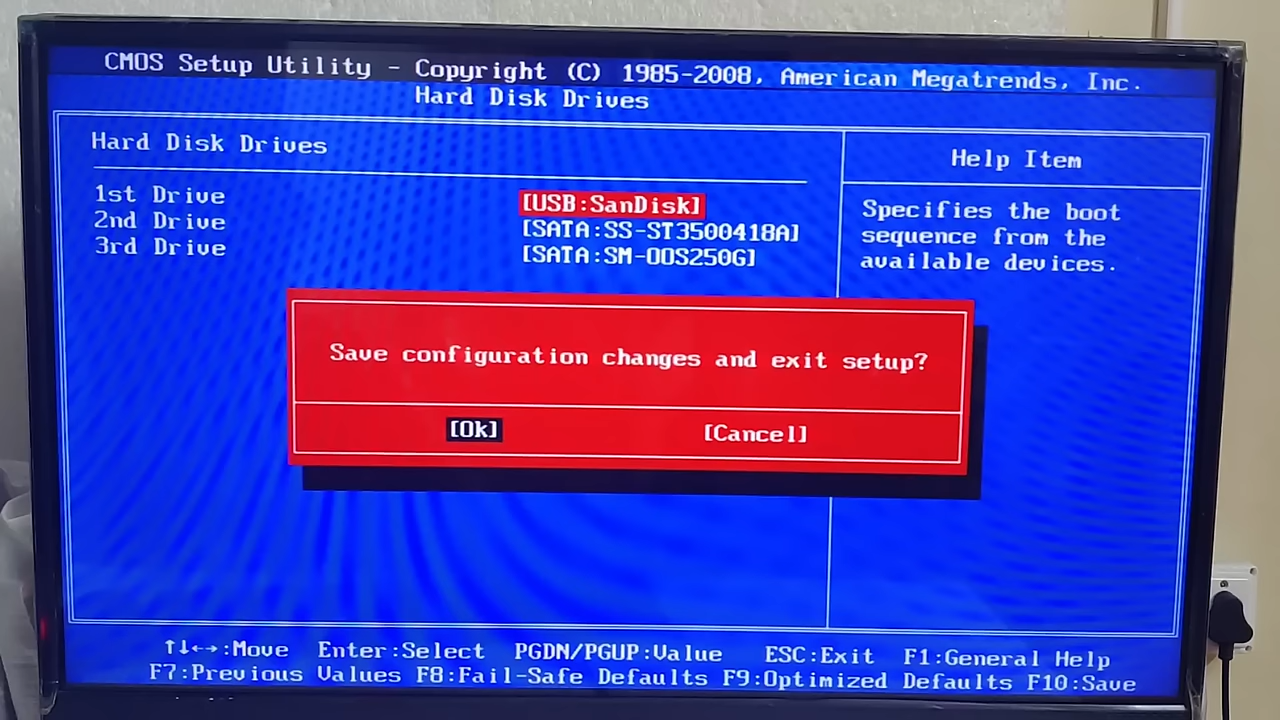 CMOS Setup Utility - Copyright (C) 1985-2008, American Megatrends, Inc.
Hard Disk Drives
Hard Disk Drives
Help Item
1st Drive [USB:SanDisk]
2nd Drive [SATA:SS-ST3500418A]
3rd Drive [SATA:SM-OOS250G]
Specifies the boot
sequence from the
available devices.
Save configuration changes and exit setup?
[Ok] [Cancel]
↑↓←→:Move Enter:Select PGDN/PGUP:Value ESC:Exit F1:General Help
F7:Previous Values F8:Fail-Safe Defaults F9:Optimized Defaults F10:Save